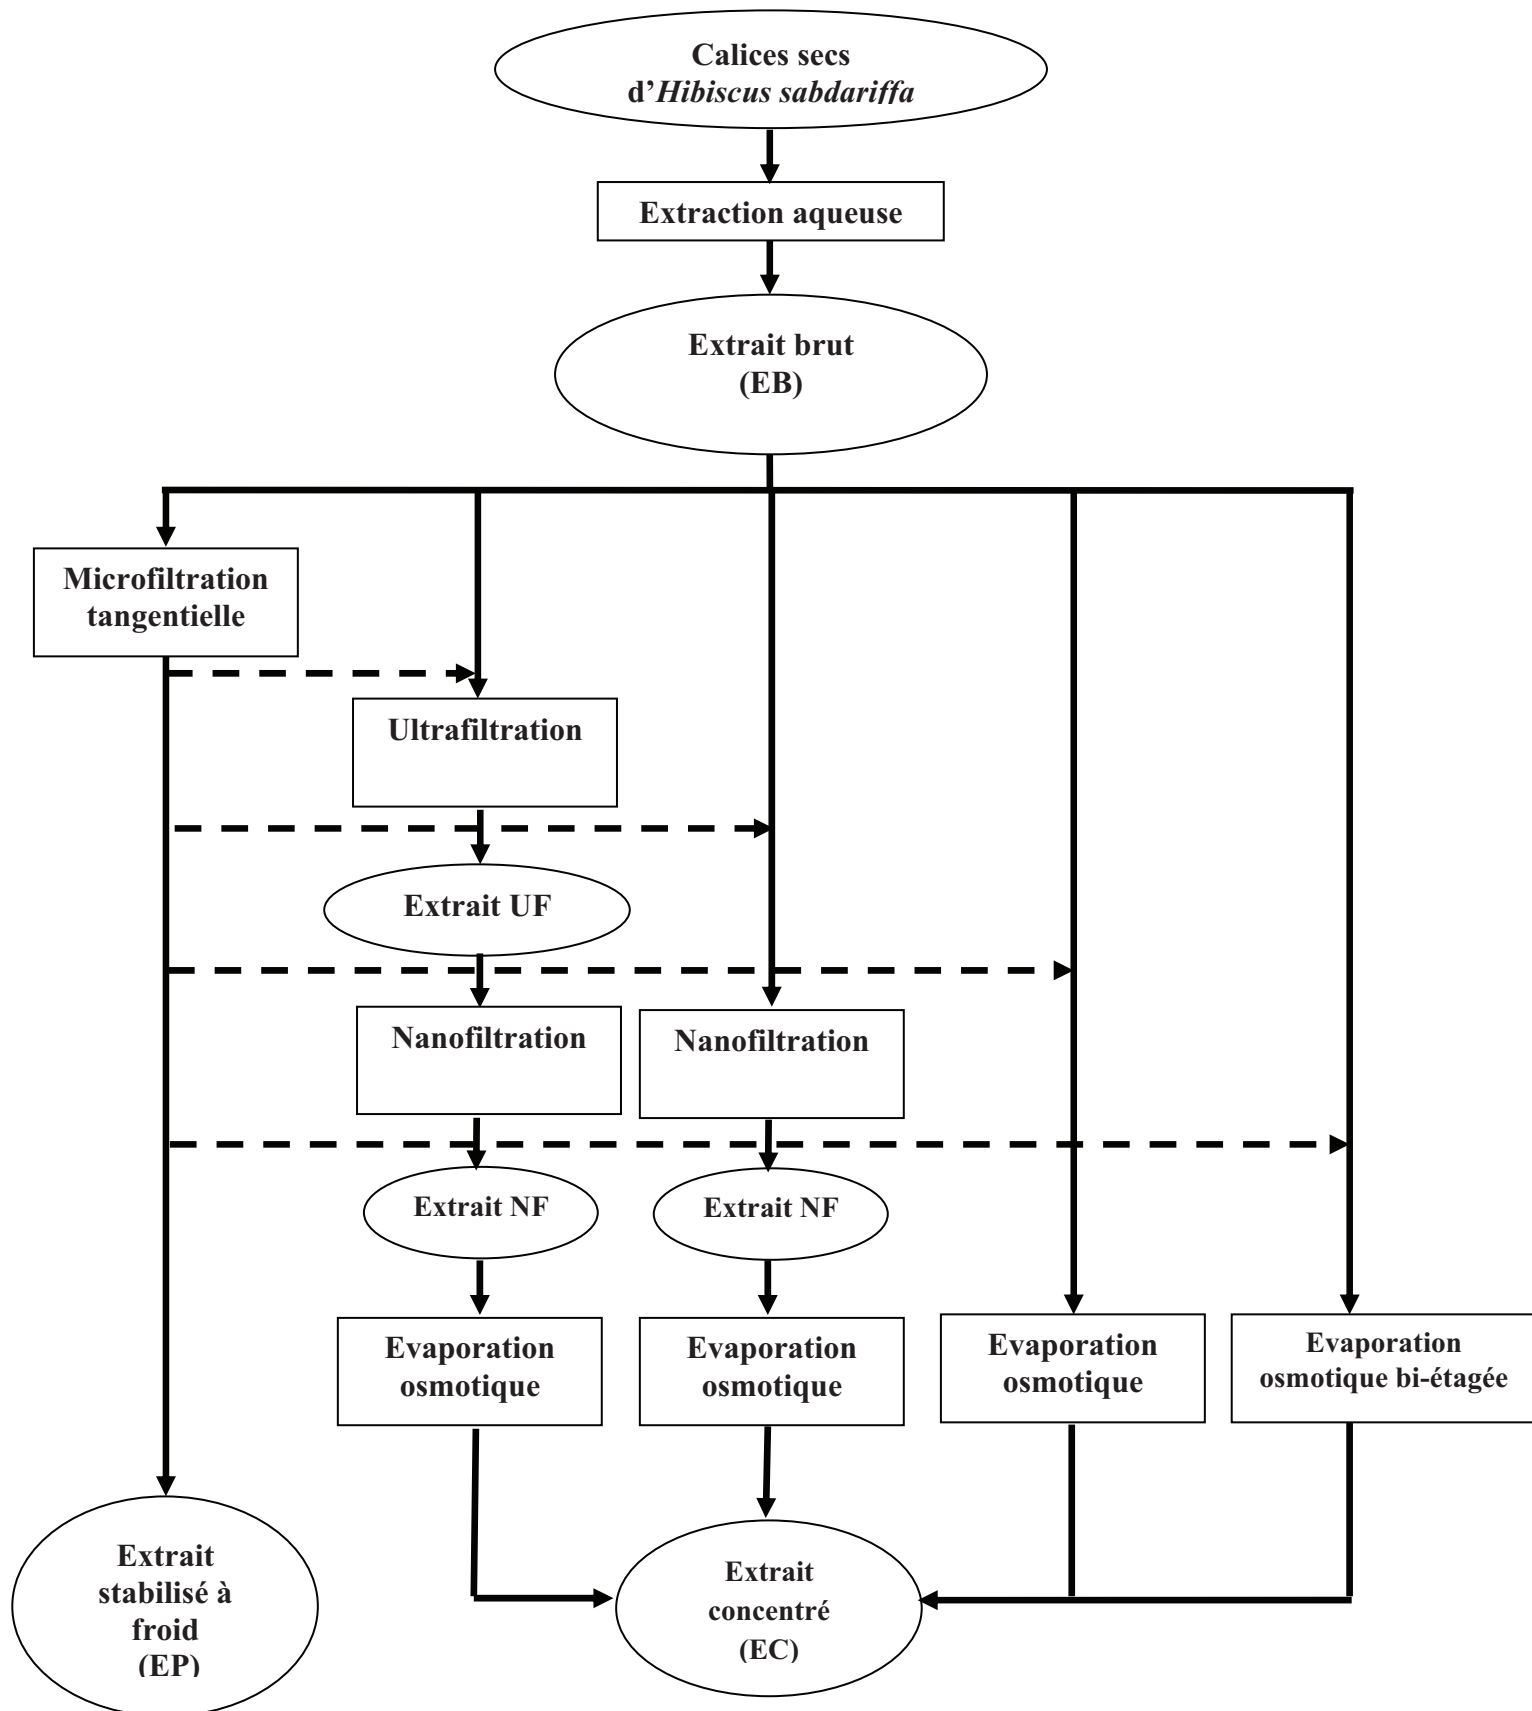 Calices secs
d’Hibiscus sabdariffa
Extraction aqueuse
Extrait brut
(EB)
Microfiltration
tangentielle
Ultrafiltration
Extrait UF
Nanofiltration
Nanofiltration
Extrait NF
Extrait NF
Evaporation
osmotique
Evaporation
osmotique
Evaporation
osmotique
Evaporation
osmotique bi-étagée
Extrait
stabilisé à
froid
(EP)
Extrait
concentré
(EC)